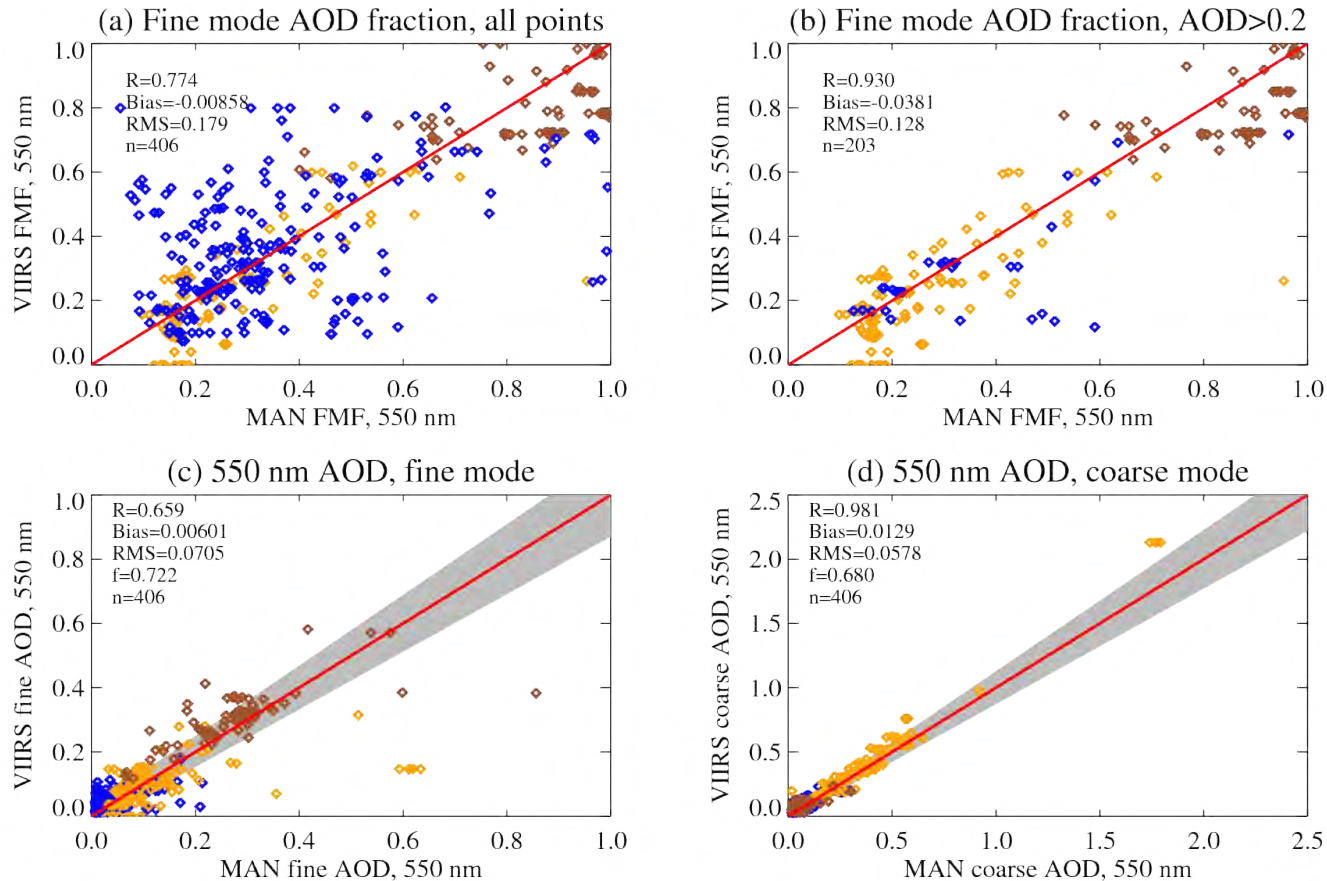 (a) Fine mode AOD fraction, all points
1.0
0.8
0.6
0.4
0.2
0.0
VIIRS FMF, 550 nm
R=0.774
Bias=-0.00858
RMS=0.179
n=406
0.0 0.2 0.4 0.6 0.8 1.0
MAN FMF, 550 nm
(b) Fine mode AOD fraction, AOD>0.2
1.0
0.8
0.6
0.4
0.2
0.0
VIIRS FMF, 550 nm
R=0.930
Bias=-0.0381
RMS=0.128
n=203
0.0 0.2 0.4 0.6 0.8 1.0
MAN FMF, 550 nm
(c) 550 nm AOD, fine mode
1.0
0.8
0.6
0.4
0.2
0.0
VIIRS fine AOD, 550 nm
R=0.659
Bias=0.00601
RMS=0.0705
f=0.722
n=406
0.0 0.2 0.4 0.6 0.8 1.0
MAN fine AOD, 550 nm
(d) 550 nm AOD, coarse mode
2.5
2.0
1.5
1.0
0.5
0.0
VIIRS coarse AOD, 550 nm
R=0.981
Bias=0.0129
RMS=0.0578
f=0.680
n=406
0.0 0.5 1.0 1.5 2.0 2.5
MAN coarse AOD, 550 nm